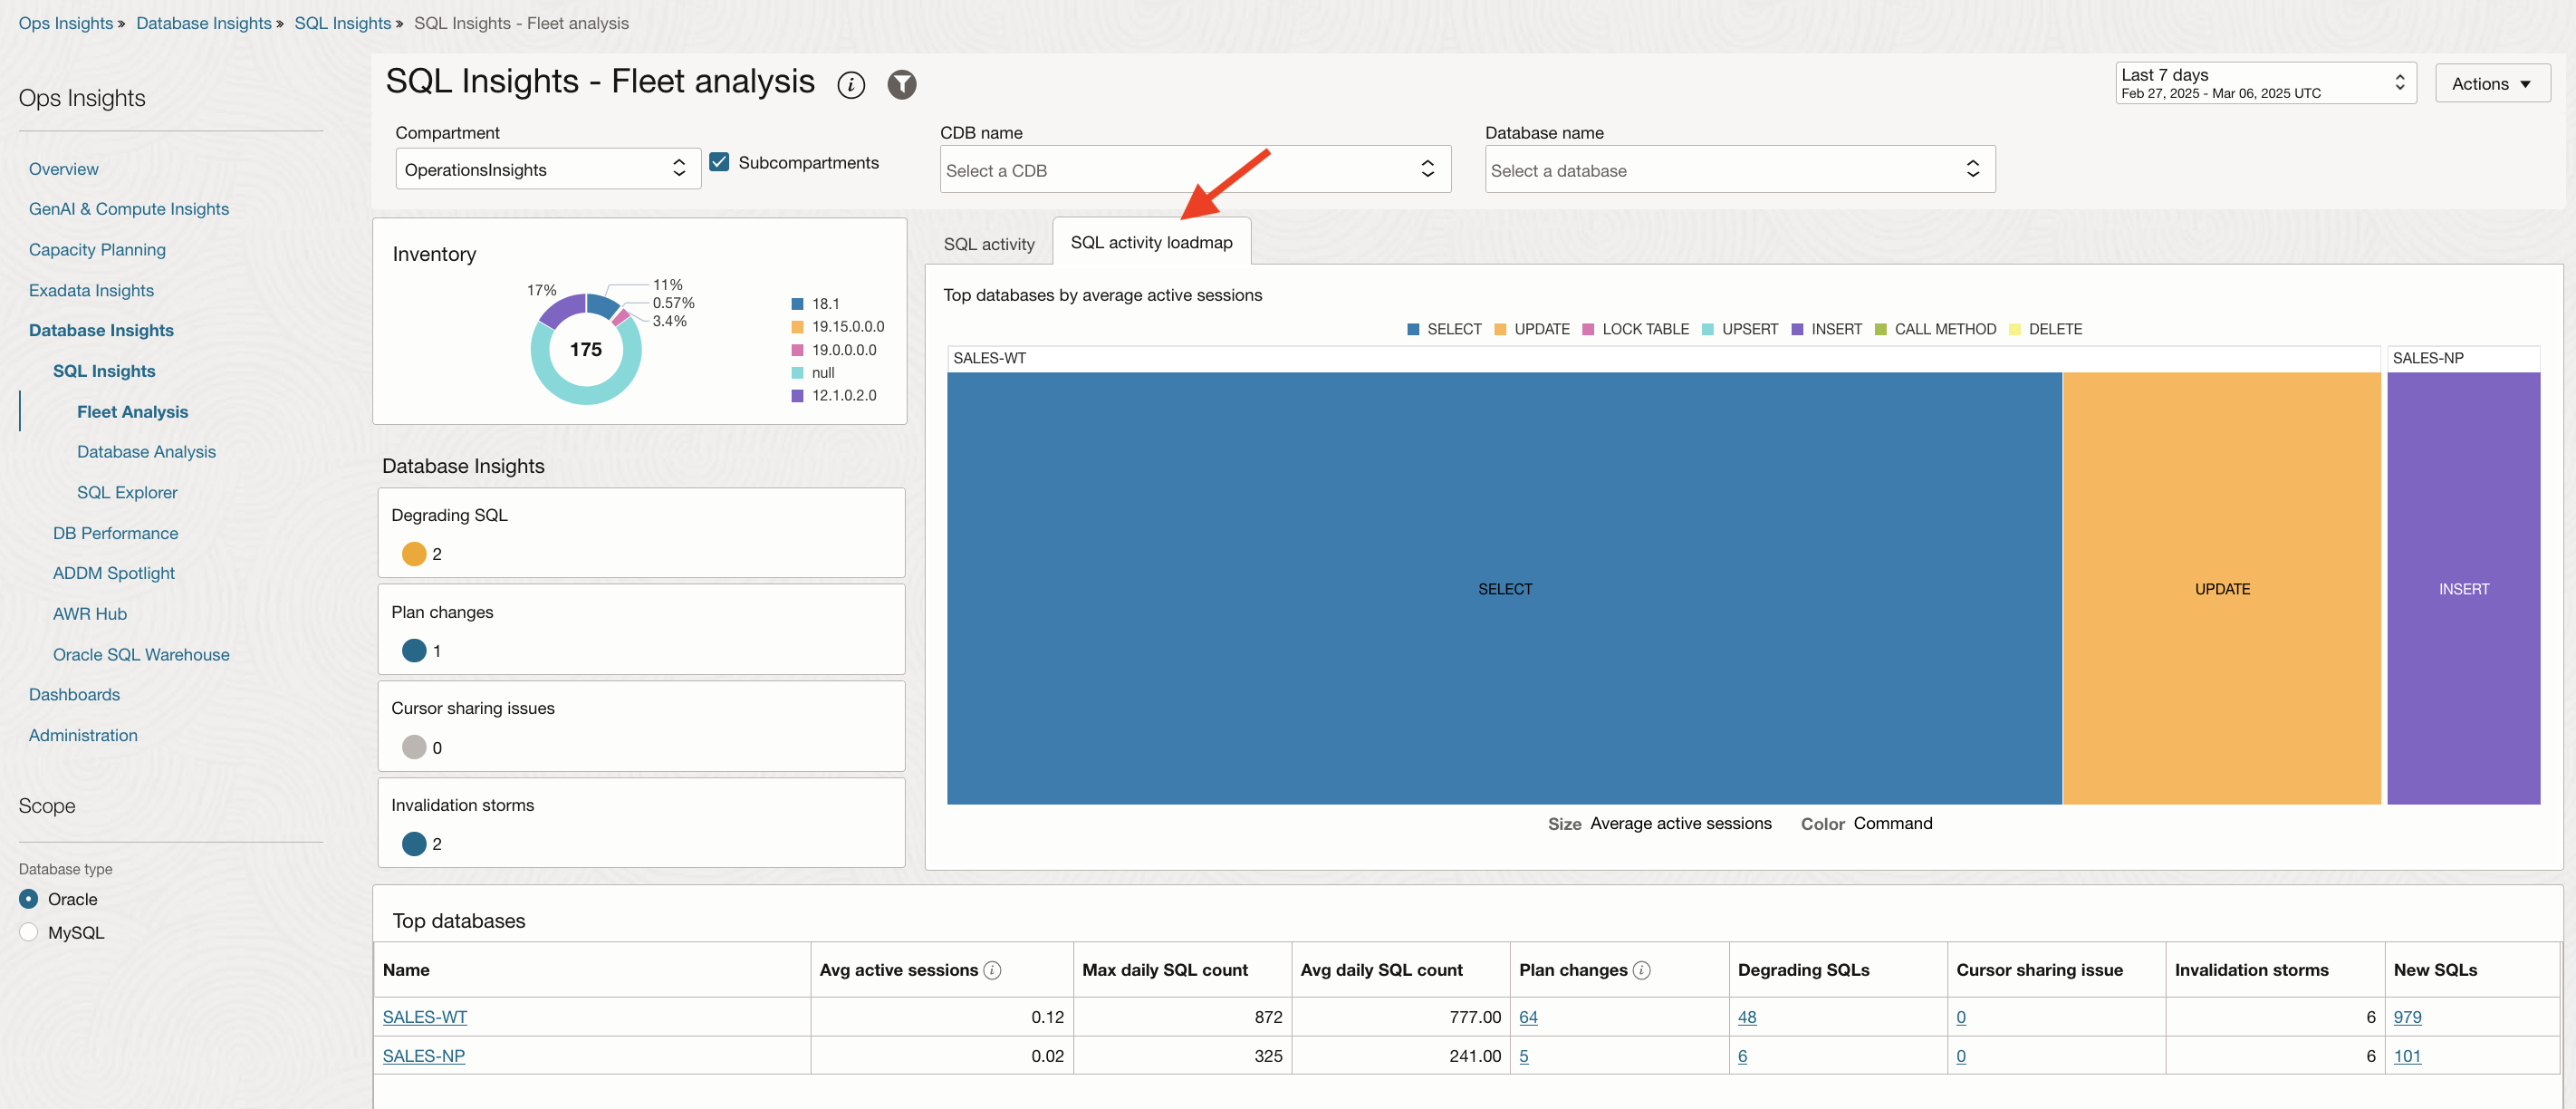 Ops Insights » Database Insights » SQL Insights » SQL Insights - Fleet analysis
Ops Insights
Overview
GenAI & Compute Insights
Capacity Planning
Exadata Insights
Database Insights
SQL Insights
Fleet Analysis
Database Analysis
SQL Explorer
DB Performance
ADDM Spotlight
AWR Hub
Oracle SQL Warehouse
Dashboards
Administration
Scope
Database type
Oracle
MySQL
SQL Insights - Fleet analysis
Last 7 days
Feb 27, 2025 - Mar 06, 2025 UTC
Actions
Compartment
OperationsInsights
Subcompartments
CDB name
Select a CDB
Database name
Select a database
Inventory
17%
11%
0.57%
3.4%
175
18.1
19.15.0.0.0
19.0.0.0.0
null
12.1.0.2.0
Database Insights
Degrading SQL
2
Plan changes
1
Cursor sharing issues
0
Invalidation storms
2
SQL activity
SQL activity loadmap
Top databases by average active sessions
SELECT UPDATE LOCK TABLE UPSERT INSERT CALL METHOD DELETE
SALES-WT SALES-NP
SELECT UPDATE INSERT
Size Average active sessions Color Command
Top databases
Name Avg active sessions Max daily SQL count Avg daily SQL count Plan changes Degrading SQLs Cursor sharing issue Invalidation storms New SQLs
SALES-WT 0.12 872 777.00 64 48 0 6 979
SALES-NP 0.02 325 241.00 5 6 0 6 101